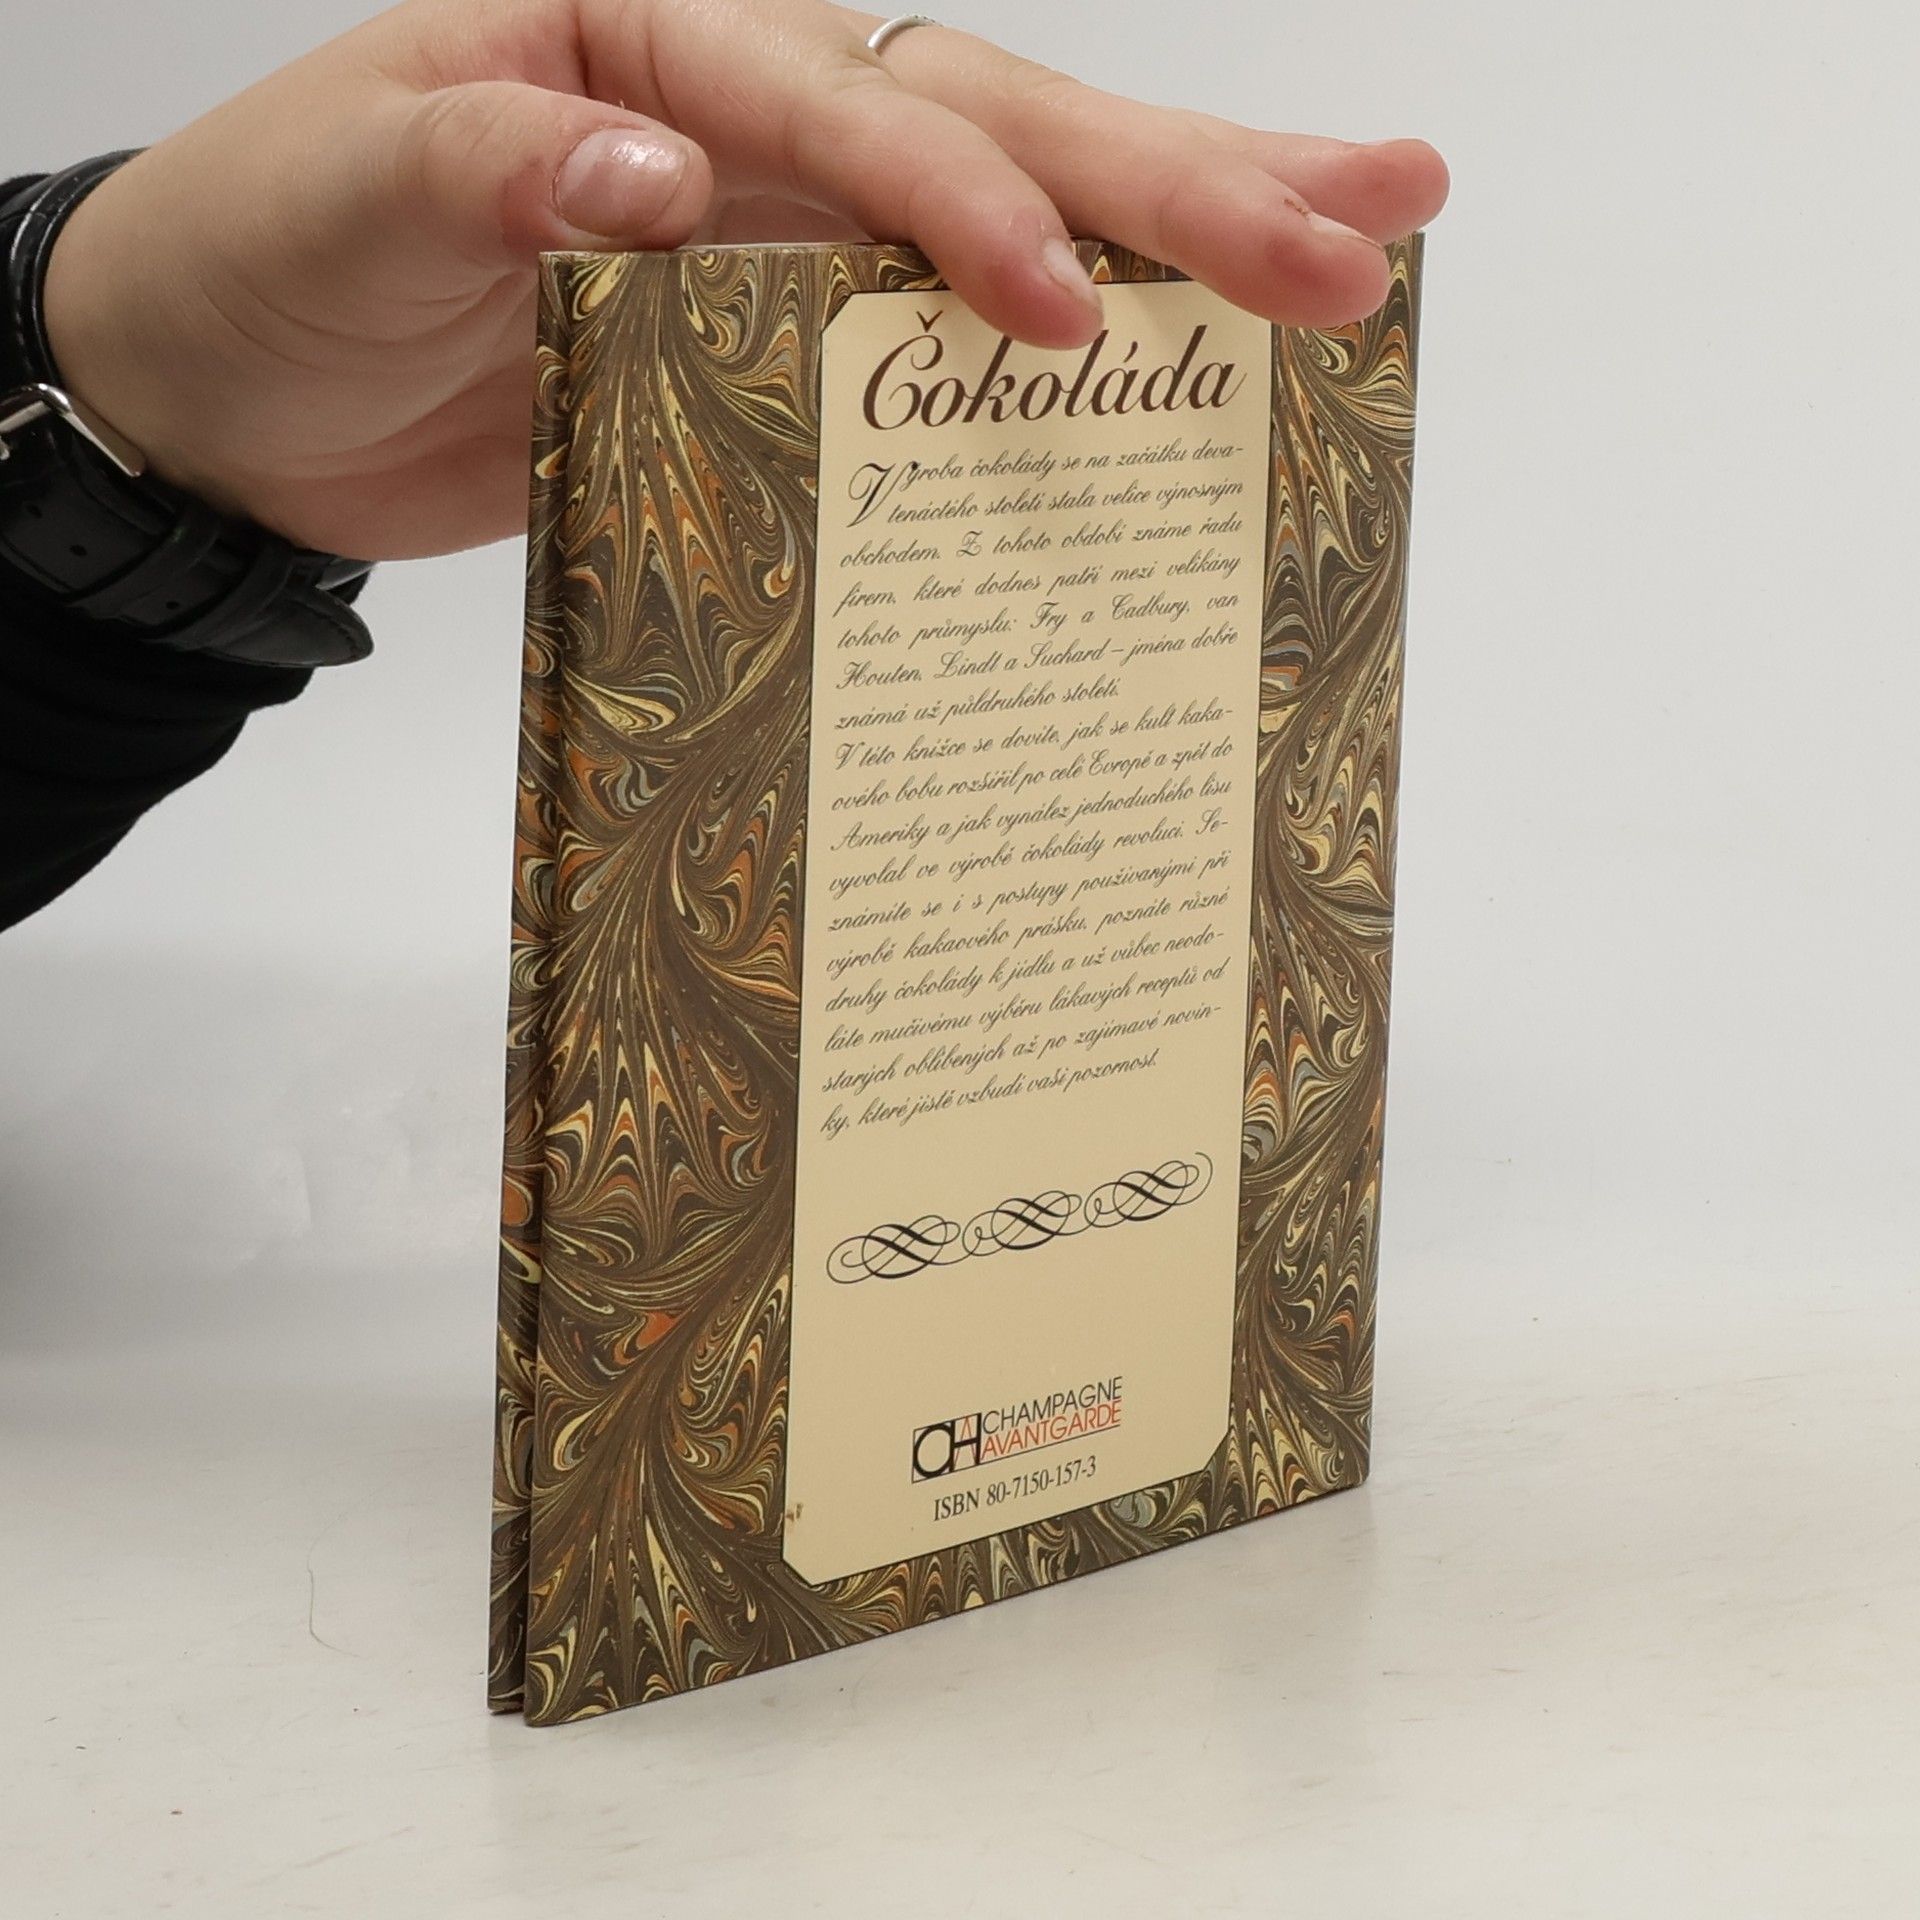 Čokoláda
Výroba čokolády se na začátku deva-
tenáctého století stala velice výnosným
obchodem. Z tohoto období známe řadu
firem, které dodnes patří mezi velikány
tohoto průmyslu: Fry a Cadbury, van
Houten, Lindt a Suchard – jména dobře
známá už půldruhého století.
V této knížce se dovíte, jak se kult kaka-
ového bobu rozšířil po celé Evropě a zpět do
Ameriky a jak vynález jednoduchého lisu
vyvolal ve výrobě čokolády revoluci. Se-
známíte se i s postupy používanými při
výrobě kakaového prášku, poznáte různé
druhy čokolády k jídlu a už vůbec neodo-
láte mučivému výběru lákavých receptů od
starých oblíbených až po zajímavé novin-
ky, které jistě vzbudí vaši pozornost.
CHA CHAMPAGNE
AVANTGARDE
ISBN 80-7150-157-3